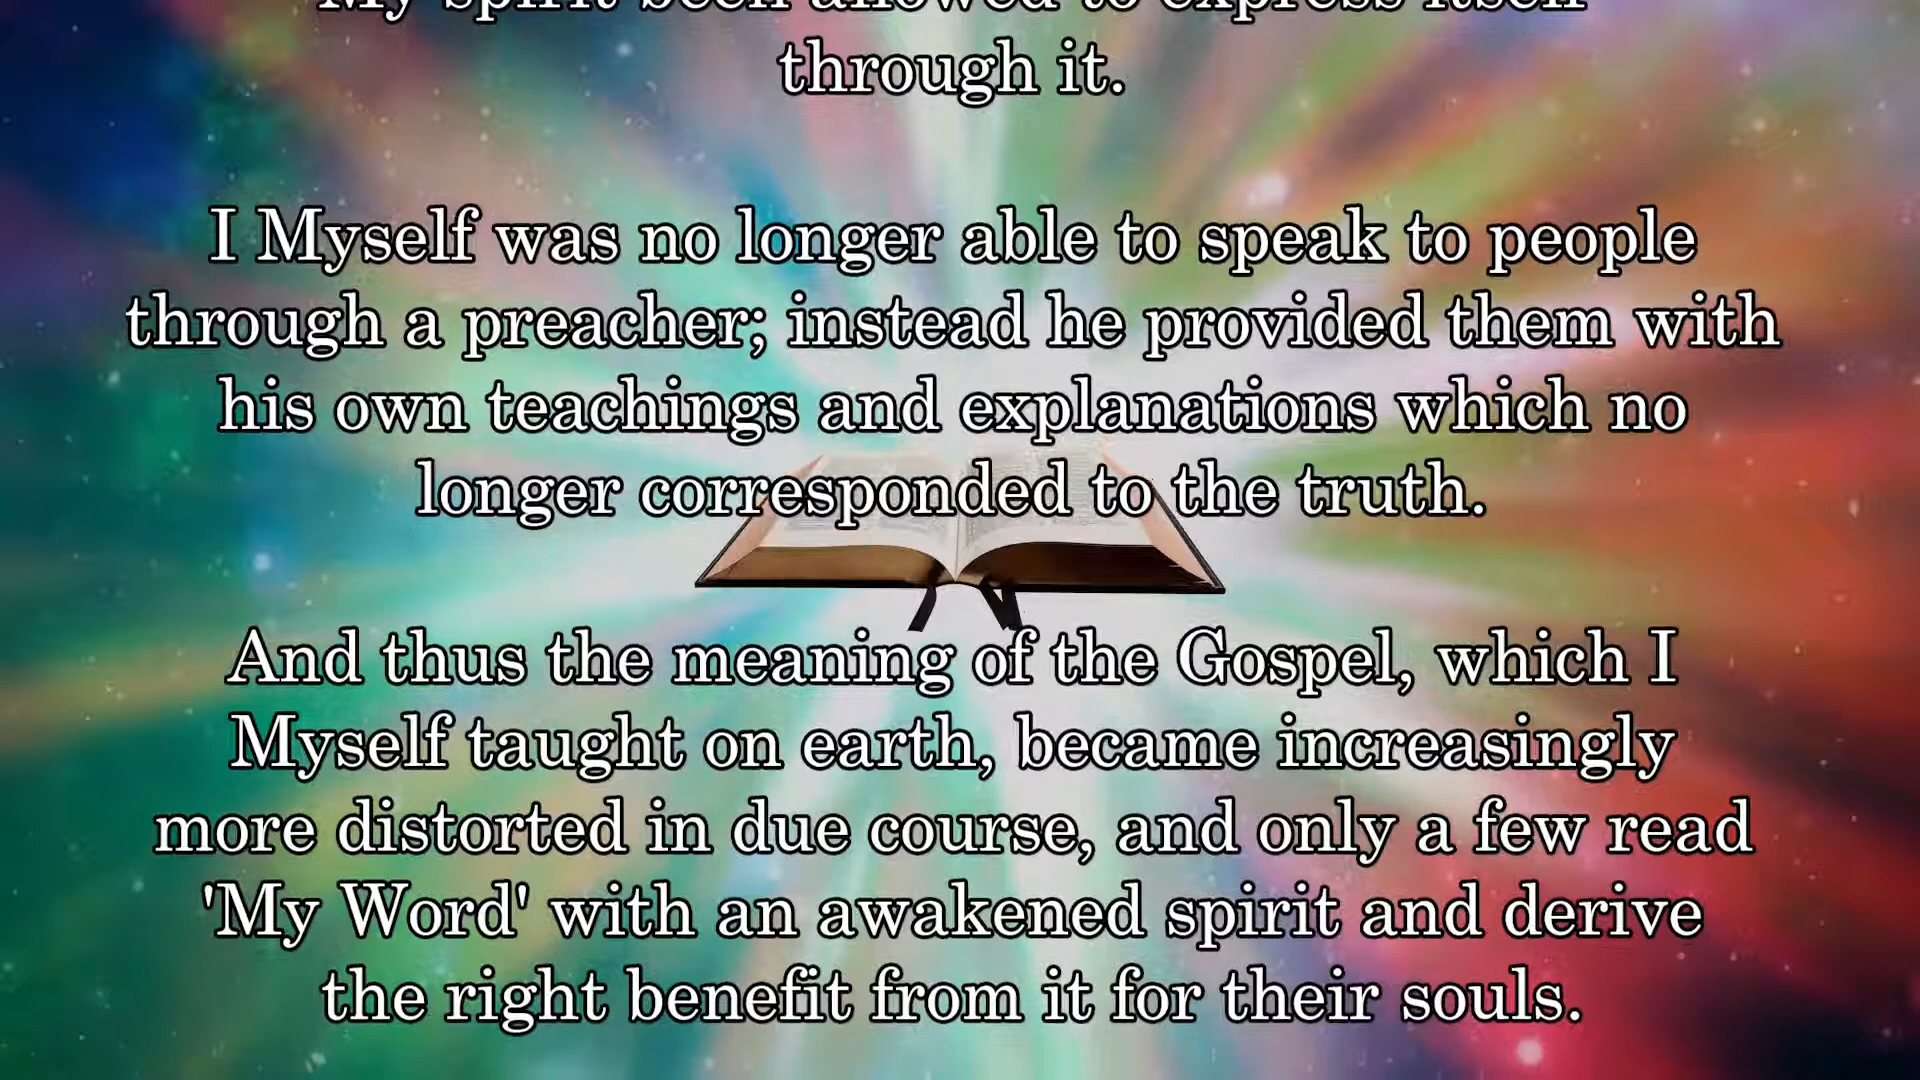 My spirit been allowed to express itself
through it.
I Myself was no longer able to speak to people
through a preacher; instead he provided them with
his own teachings and explanations which no
longer corresponded to the truth.
And thus the meaning of the Gospel, which I
Myself taught on earth, became increasingly
more distorted in due course, and only a few read
'My Word' with an awakened spirit and derive
the right benefit from it for their souls.